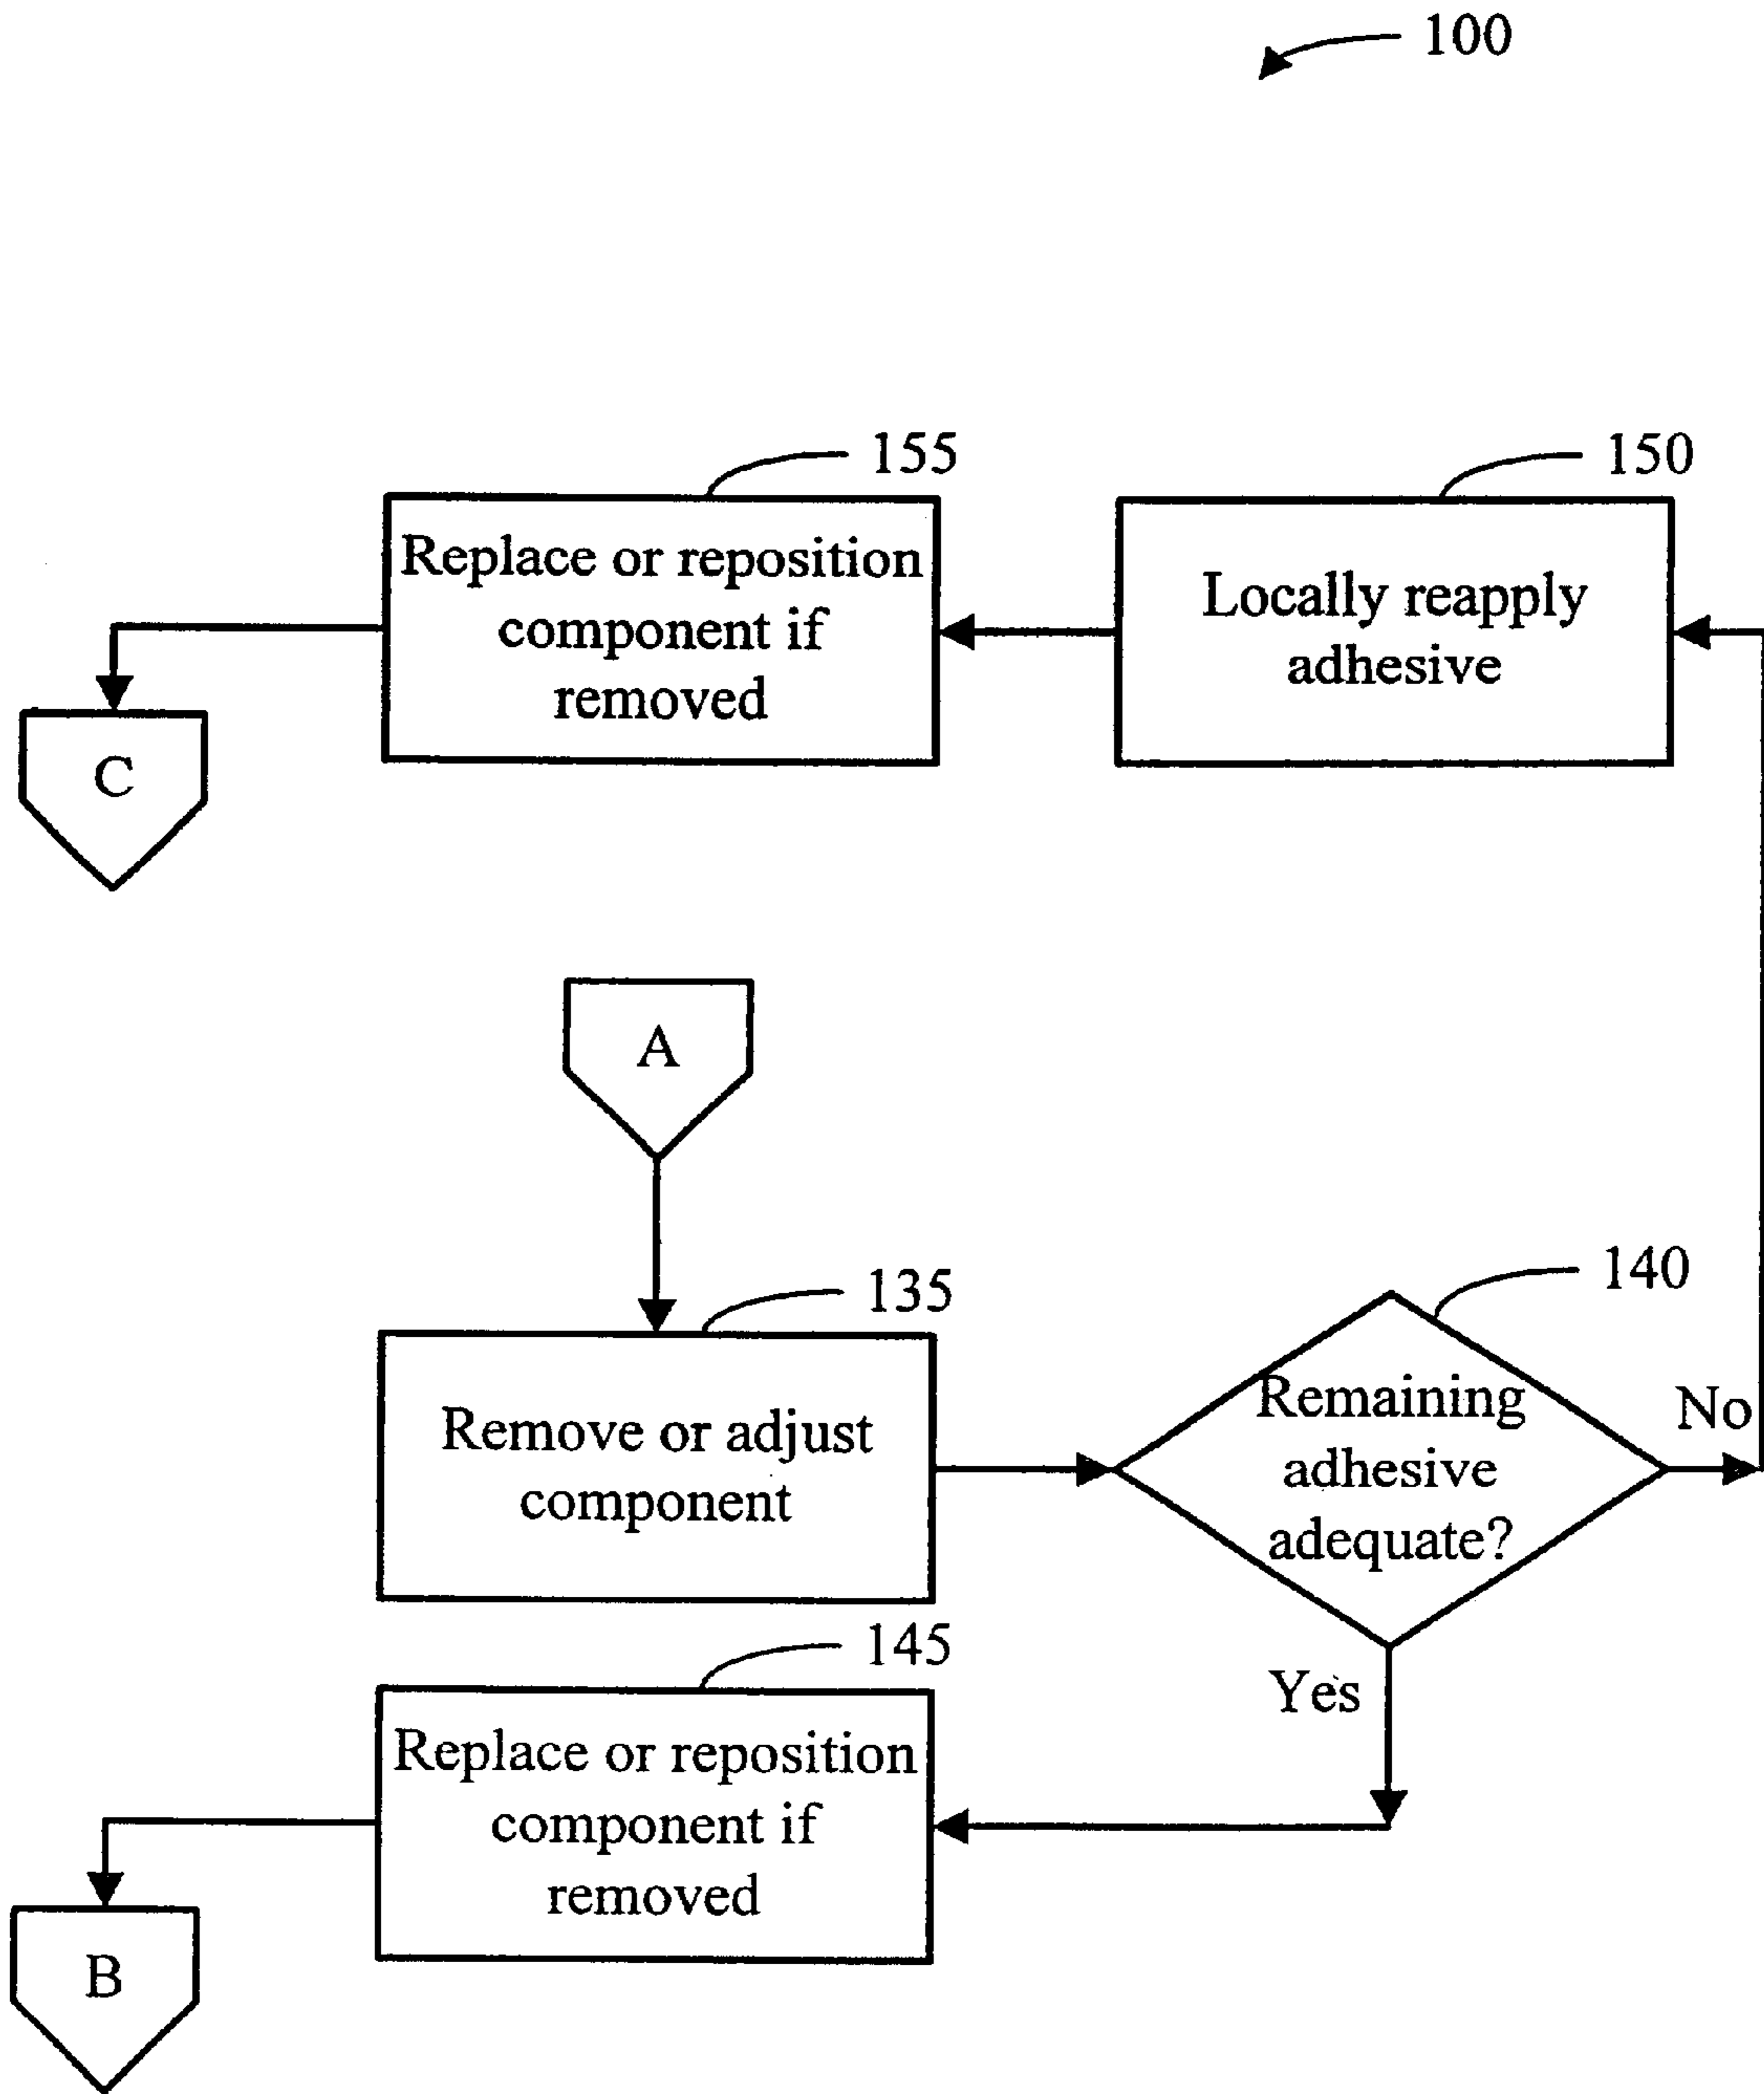 100
155
150
Replace or reposition
component if
removed
Locally reapply
adhesive
C
A
135
140
Remove or adjust
component
Remaining
adhesive
adequate?
No
145
Yes
Replace or reposition
component if
removed
B